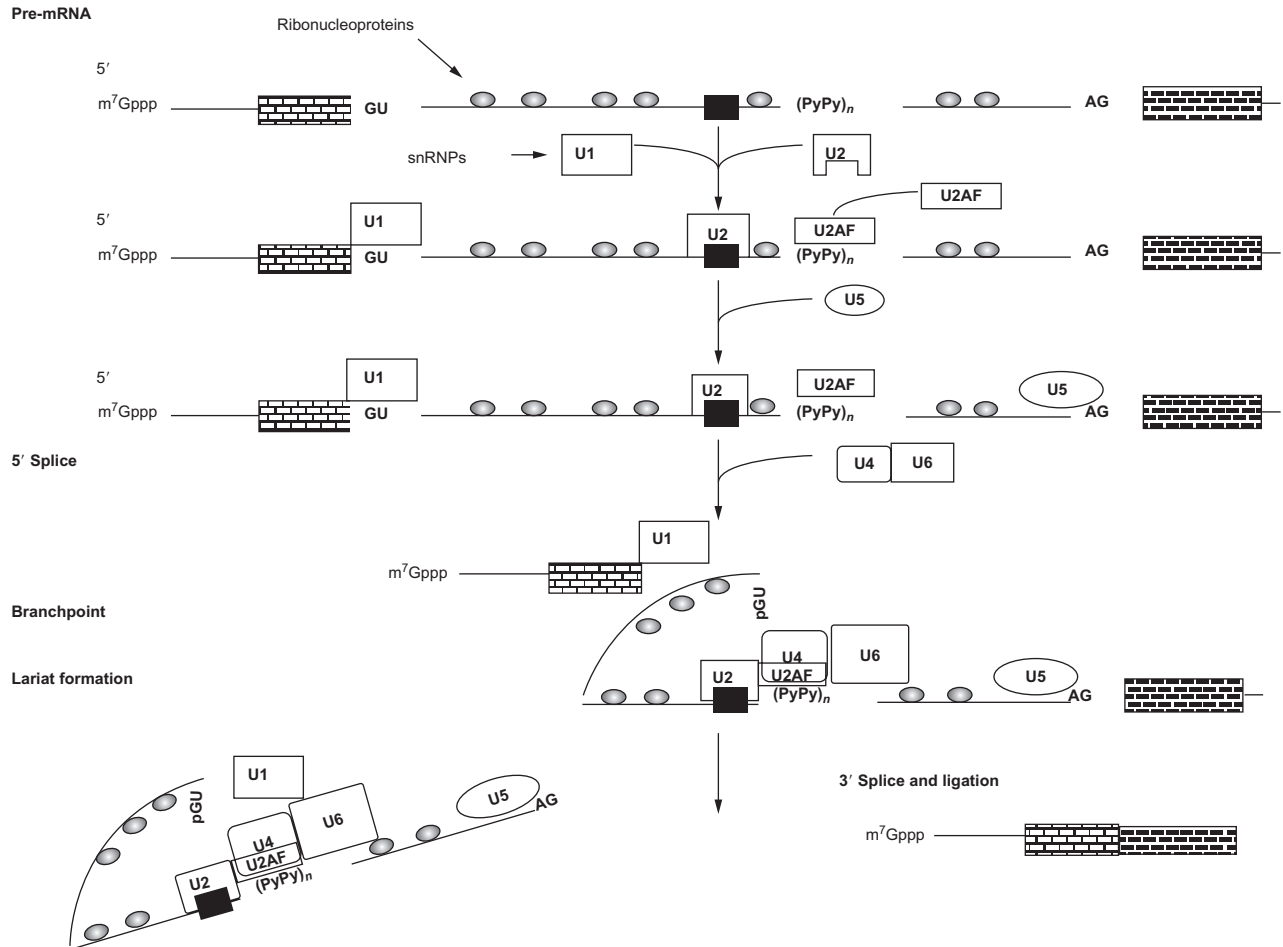 Pre-mRNA
Ribonucleoproteins
5′
m⁷Gppp GU (PyPy)ₙ AG
snRNPs U1 U2
U2AF
5′ U1 U2 U2AF
m⁷Gppp GU (PyPy)ₙ AG
U5
5′ U1 U2 U2AF U5
m⁷Gppp GU (PyPy)ₙ AG
5′ Splice U4 U6
U1
m⁷Gppp
pGU
Branchpoint
U4 U6
Lariat formation U2 U2AF U5
(PyPy)ₙ AG
U1 3′ Splice and ligation
pGU U5 AG
U4 U6 m⁷Gppp
U2 U2AF
(PyPy)ₙ